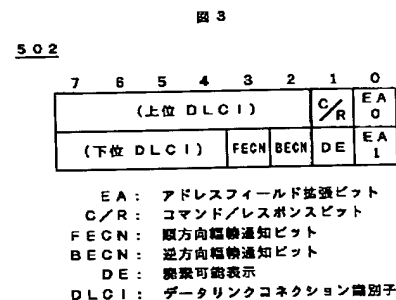 図3
502
7 6 5 4 3 2 1 0
(上位 DLCI) C/R EA 0
(下位 DLCI) FECN BECN DE EA 1
EA: アドレスフィールド拡張ビット
C/R: コマンド/レスポンスビット
FECN: 順方向輻輳通知ビット
BECN: 逆方向輻輳通知ビット
DE: 廃棄可能表示
DLCI: データリンクコネクション識別子